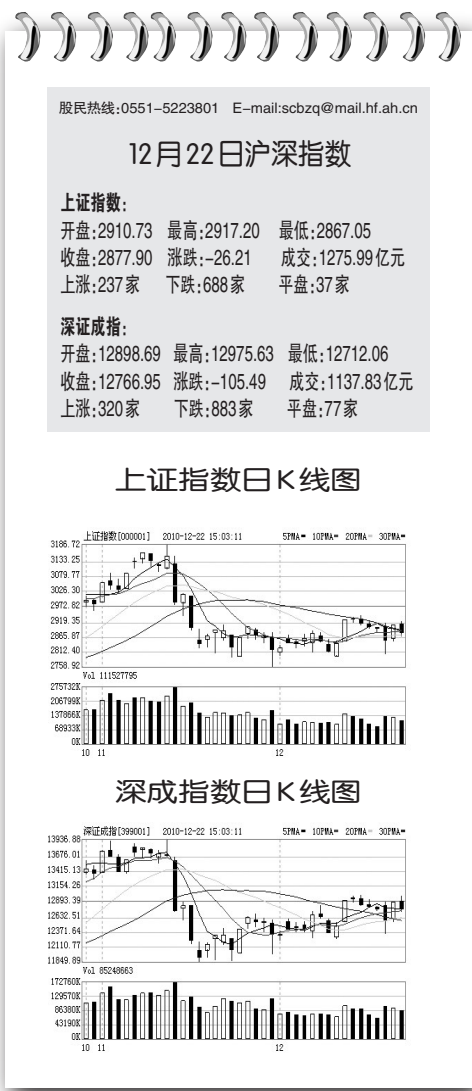 股民热线:0551-5223801 E-mail:scbzq@mail.hf.ah.cn
12月22日沪深指数
上证指数:
开盘:2910.73 最高:2917.20 最低:2867.05
收盘:2877.90 涨跌:-26.21 成交:1275.99亿元
上涨:237家 下跌:688家 平盘:37家
深证成指:
开盘:12898.69 最高:12975.63 最低:12712.06
收盘:12766.95 涨跌:-105.49 成交:1137.83亿元
上涨:320家 下跌:883家 平盘:77家
上证指数日K线图
上证指数[000001] 2010-12-22 15:03:11 5PMA 10PMA 20PMA 30PMA
3186.72
3133.25
3079.77
3026.30
2972.82
2919.35
2865.87
2812.40
2758.92
Vol 111527795
275732K
206799K
137866K
68933K
0K
10 11 12
深成指数日K线图
深证成指[399001] 2010-12-22 15:03:11 5PMA 10PMA 20PMA 30PMA
13936.88
13676.01
13415.13
13154.26
12893.39
12632.51
12371.64
12110.77
11849.89
Vol 85248663
172760K
129570K
86380K
43190K
0K
10 11 12